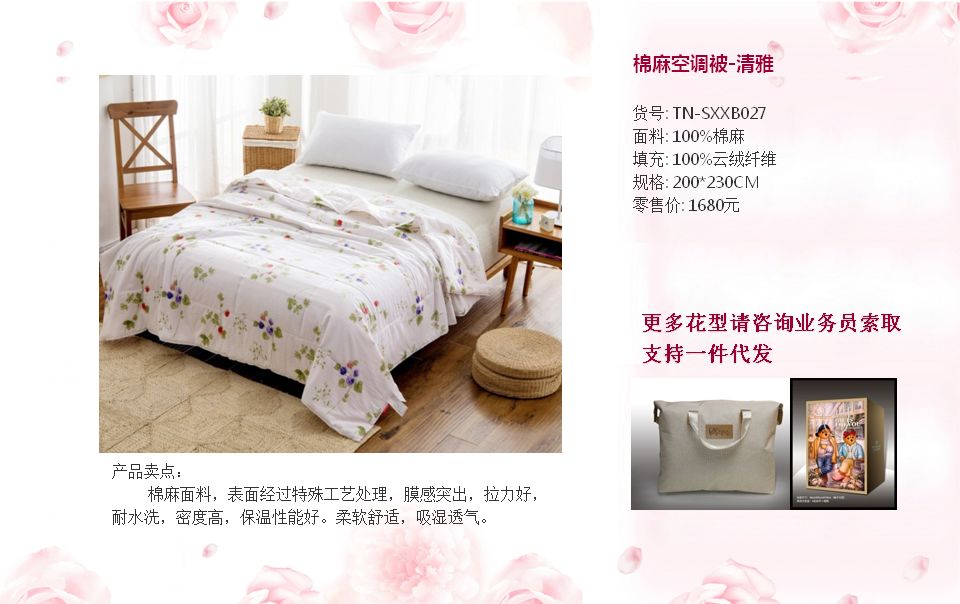 棉麻空调被-清雅
货号: TN-SXXB027
面料: 100%棉麻
填充: 100%云绒纤维
规格: 200*230CM
零售价: 1680元
更多花型请咨询业务员索取
支持一件代发
产品卖点:
棉麻面料，表面经过特殊工艺处理，膜感突出，拉力好，
耐水洗，密度高，保温性能好。柔软舒适，吸湿透气。